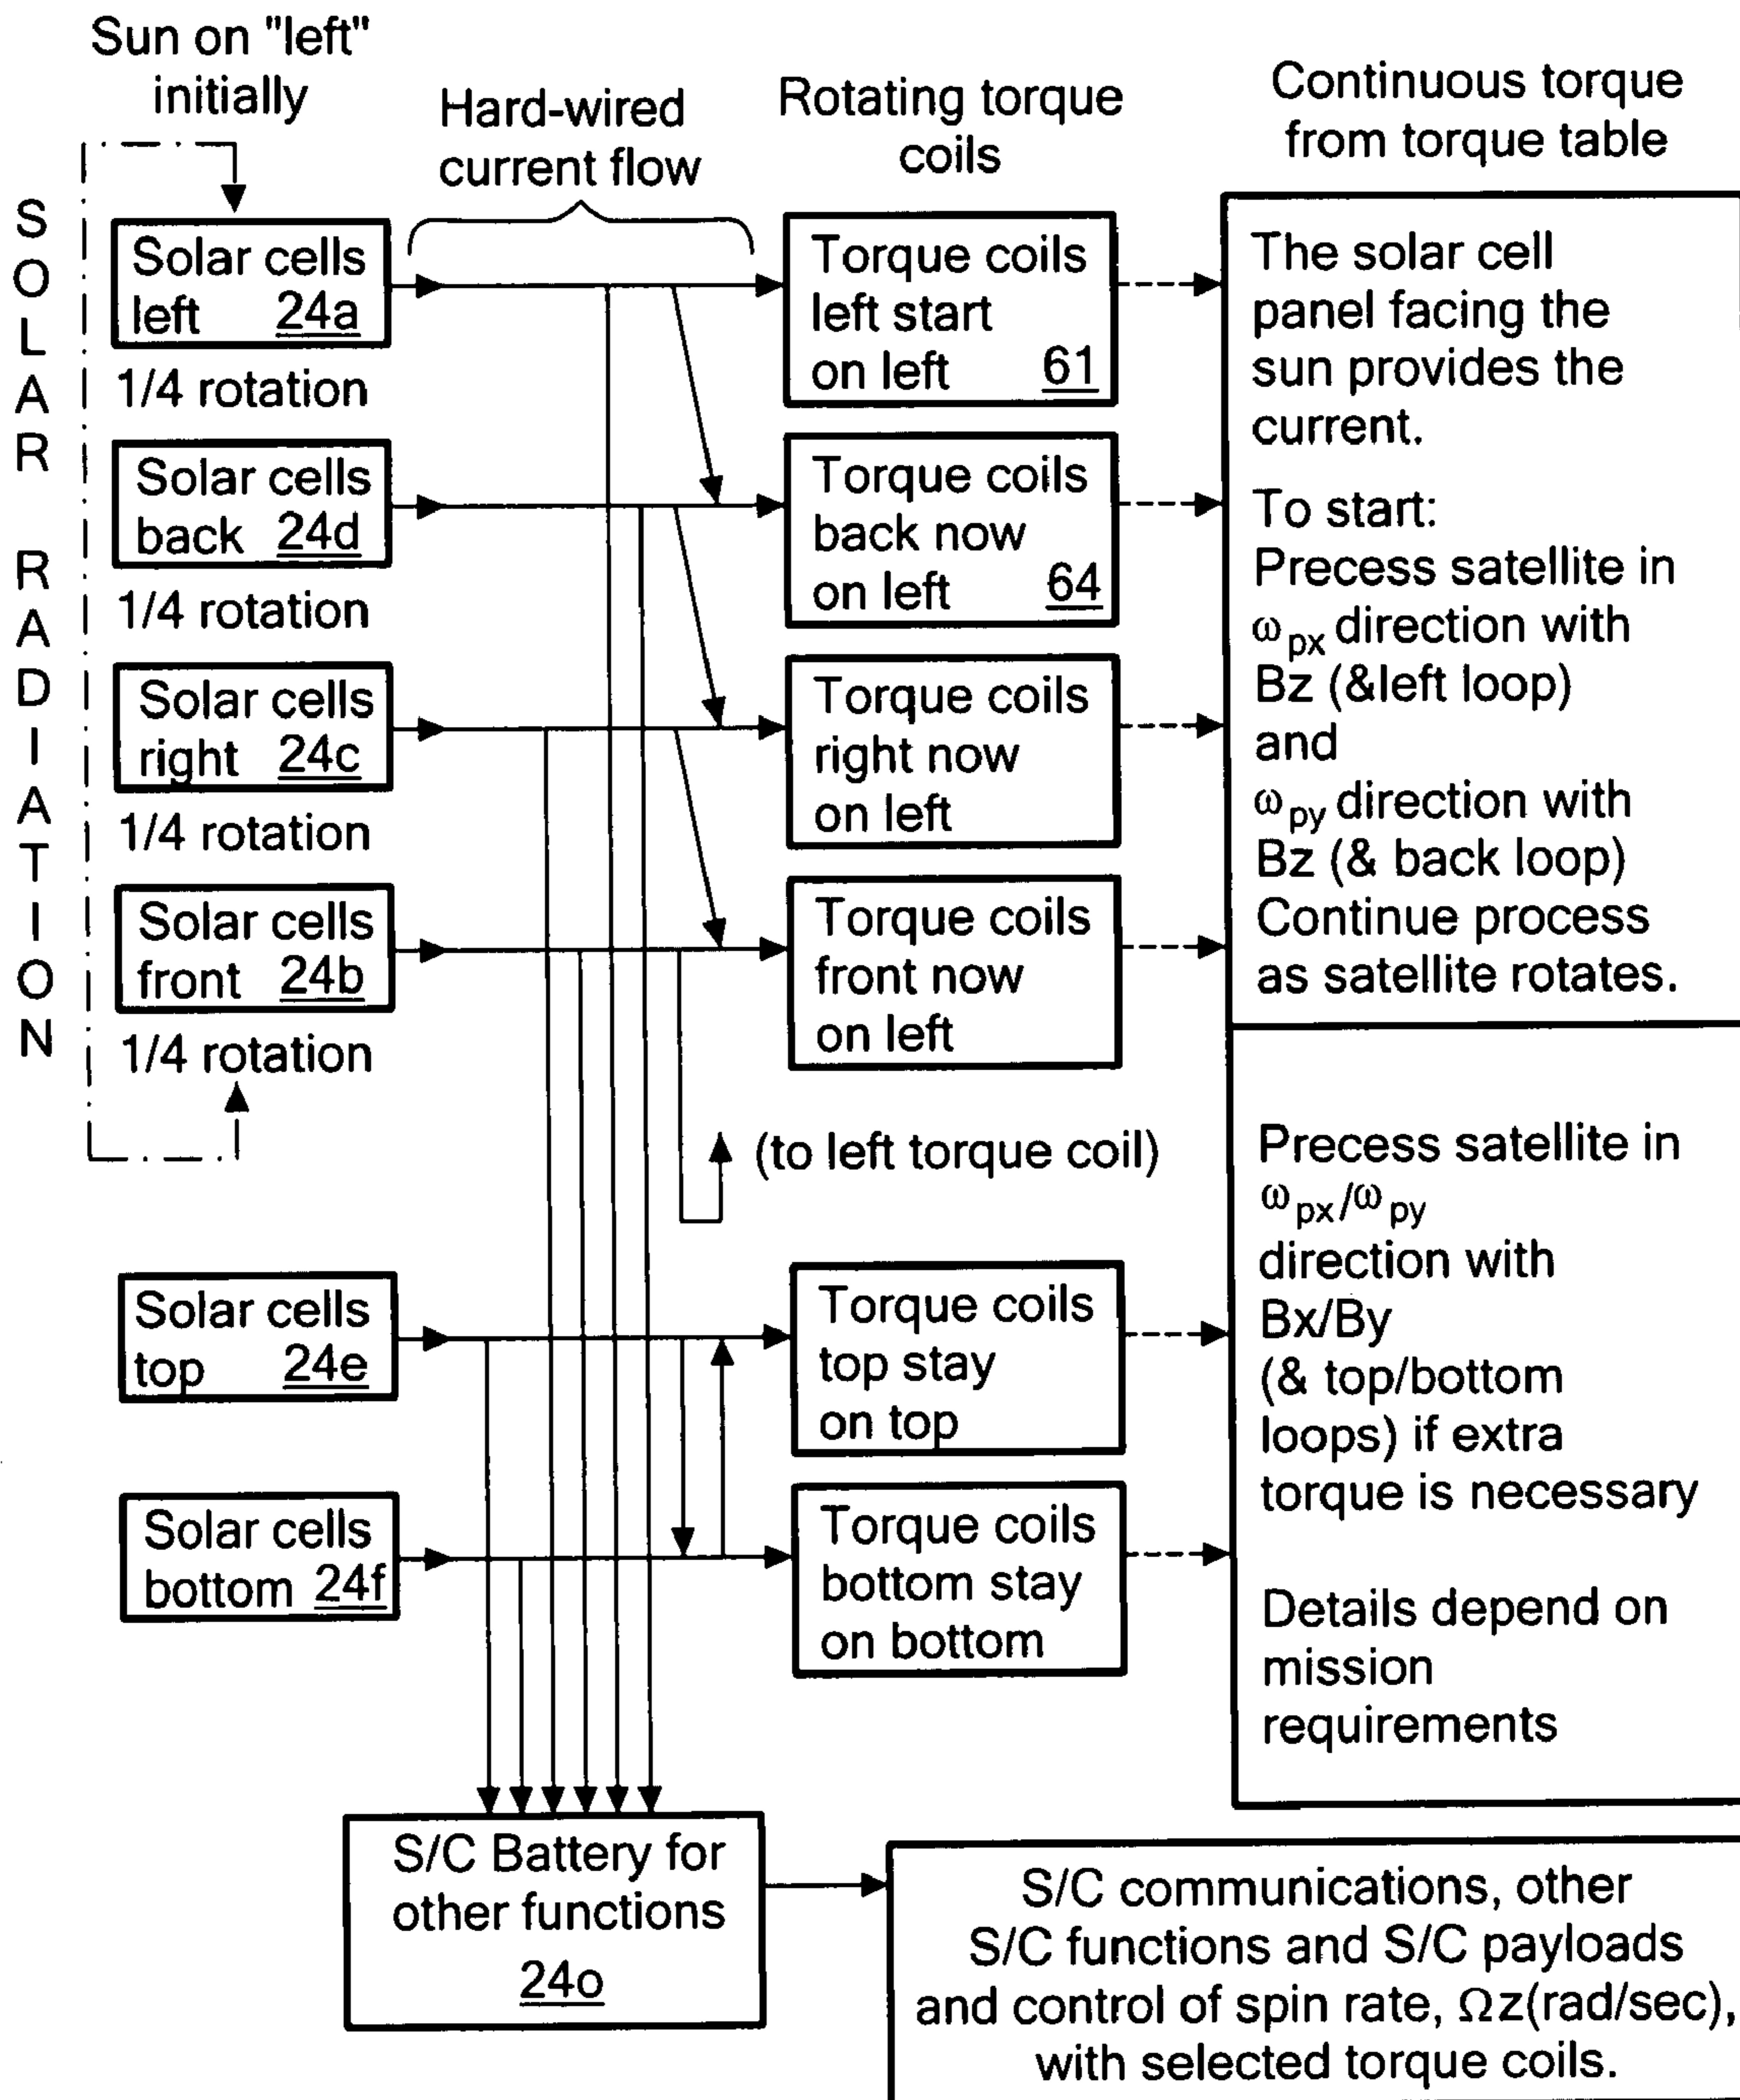 Sun on "left"
initially
Hard-wired
current flow
Rotating torque
coils
Continuous torque
from torque table
SOLAR RADIATION
Solar cells
left 24a
1/4 rotation
Solar cells
back 24d
1/4 rotation
Solar cells
right 24c
1/4 rotation
Solar cells
front 24b
1/4 rotation
Torque coils
left start
on left 61
Torque coils
back now
on left 64
Torque coils
right now
on left
Torque coils
front now
on left
(to left torque coil)
The solar cell
panel facing the
sun provides the
current.
To start:
Precess satellite in
ωpx direction with
Bz (&left loop)
and
ωpy direction with
Bz (& back loop)
Continue process
as satellite rotates.
Solar cells
top 24e
Solar cells
bottom 24f
Torque coils
top stay
on top
Torque coils
bottom stay
on bottom
Precess satellite in
ωpx/ωpy
direction with
Bx/By
(& top/bottom
loops) if extra
torque is necessary
Details depend on
mission
requirements
S/C Battery for
other functions
24o
S/C communications, other
S/C functions and S/C payloads
and control of spin rate, Ωz(rad/sec),
with selected torque coils.